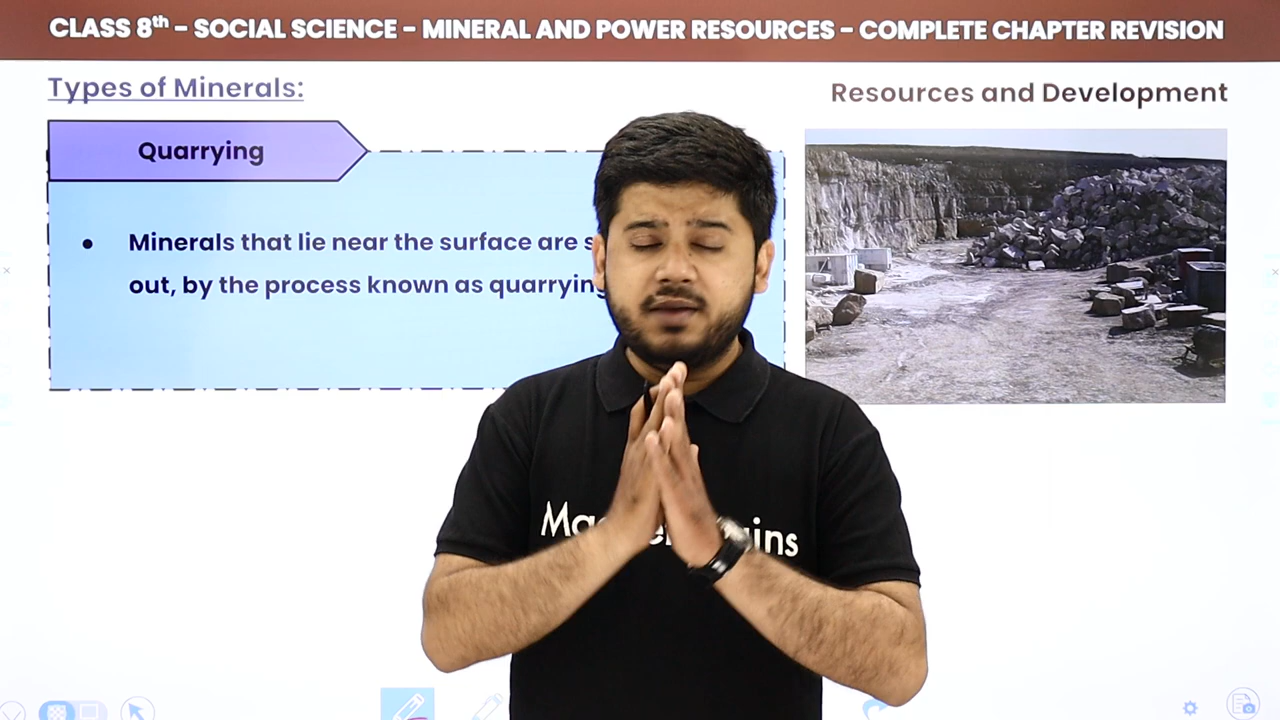 CLASS 8th - SOCIAL SCIENCE - MINERAL AND POWER RESOURCES - COMPLETE CHAPTER REVISION
Types of Minerals:
Resources and Development
Quarrying
• Minerals that lie near the surface are
out, by the process known as quarrying